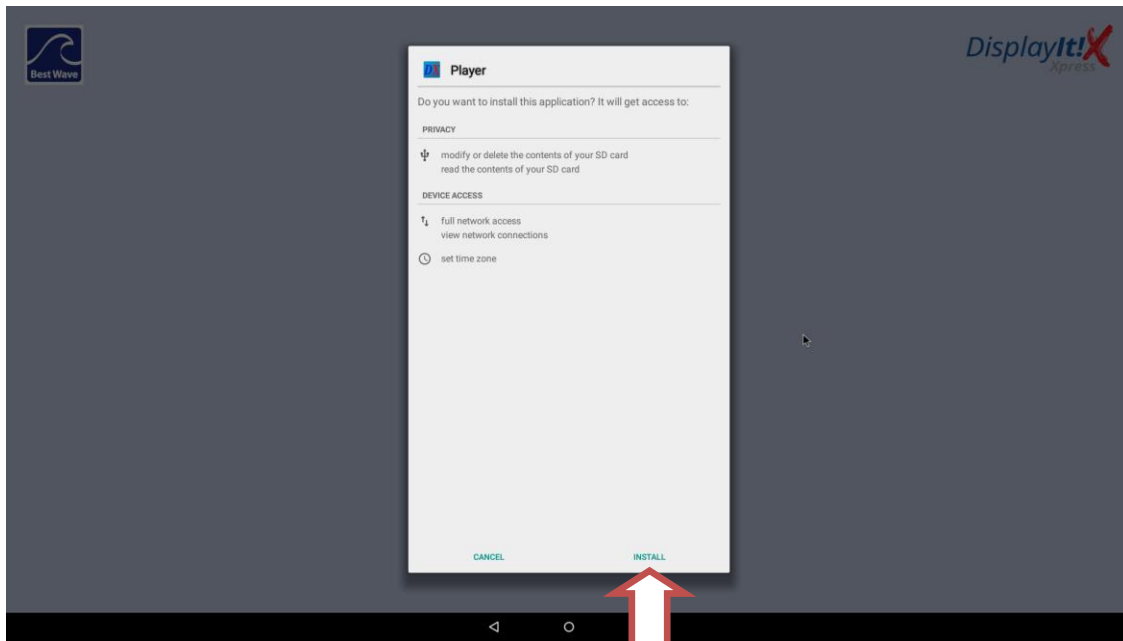 Best Wave
DisplayIt!X
Xpress
DX Player
Do you want to install this application? It will get access to:
PRIVACY
modify or delete the contents of your SD card
read the contents of your SD card
DEVICE ACCESS
full network access
view network connections
set time zone
CANCEL INSTALL